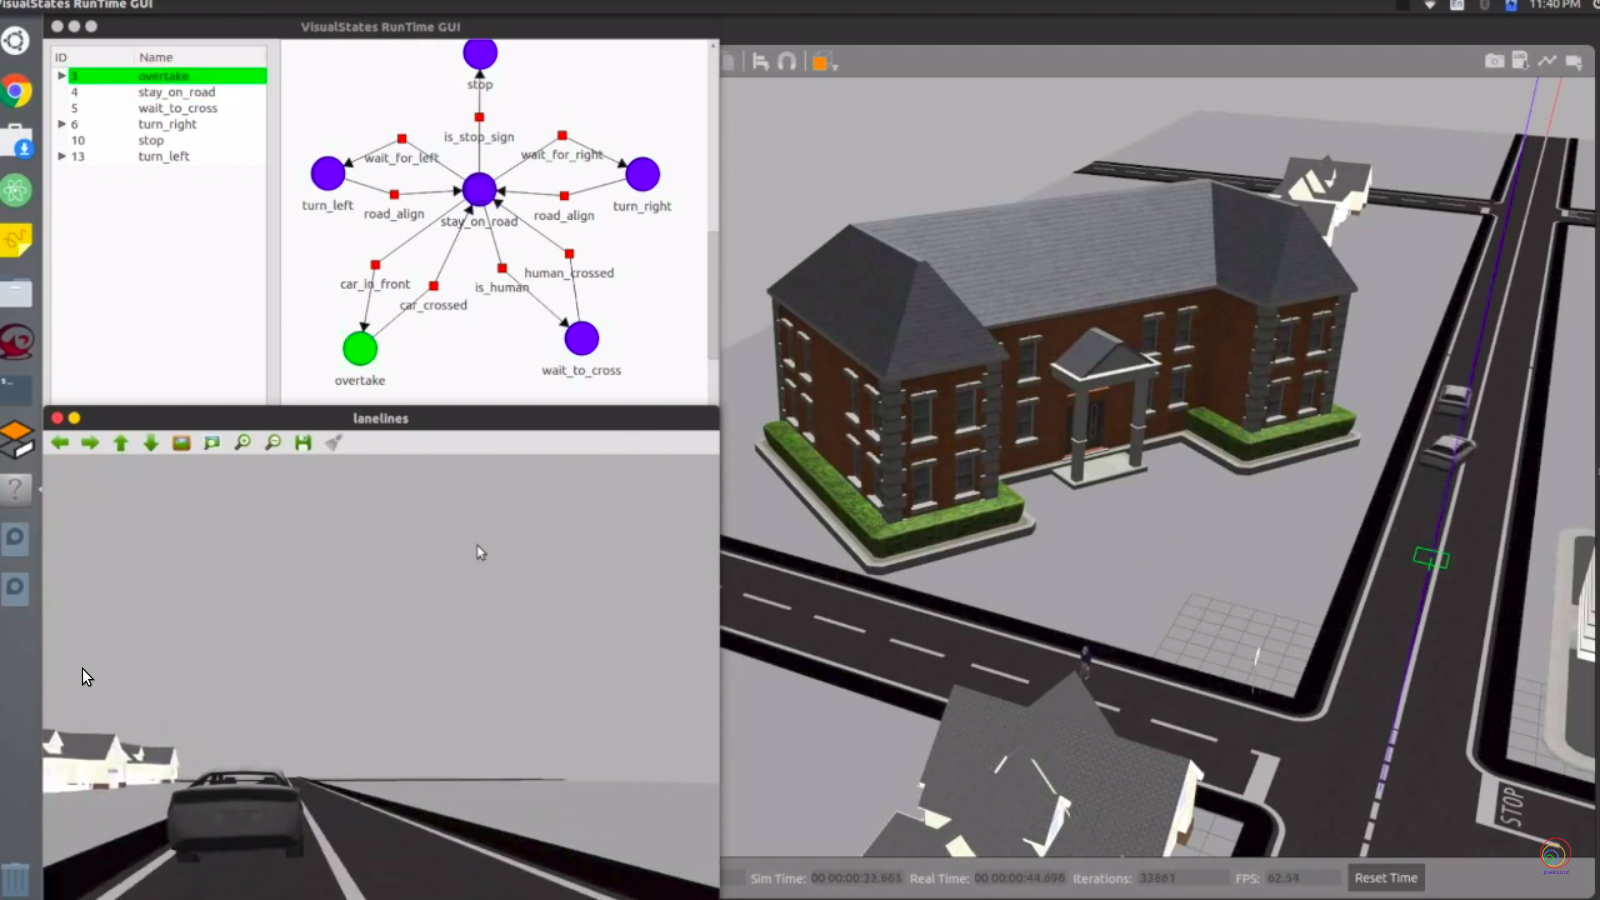 VisualStates RunTime GUI
11:40 PM
En
VisualStates RunTime GUI
ID Name
3 overtake
4 stay_on_road
5 wait_to_cross
6 turn_right
10 stop
13 turn_left
stop
is_stop_sign
wait_for_left
wait_for_right
turn_left
road_align
stay_on_road
road_align
turn_right
car_in_front
car_crossed
is_human
human_crossed
overtake
wait_to_cross
lanelines
STOP
Sim Time: 00 00:00:33.863 Real Time: 00 00:00:44.698 Iterations: 33861 FPS: 62.54 Reset Time